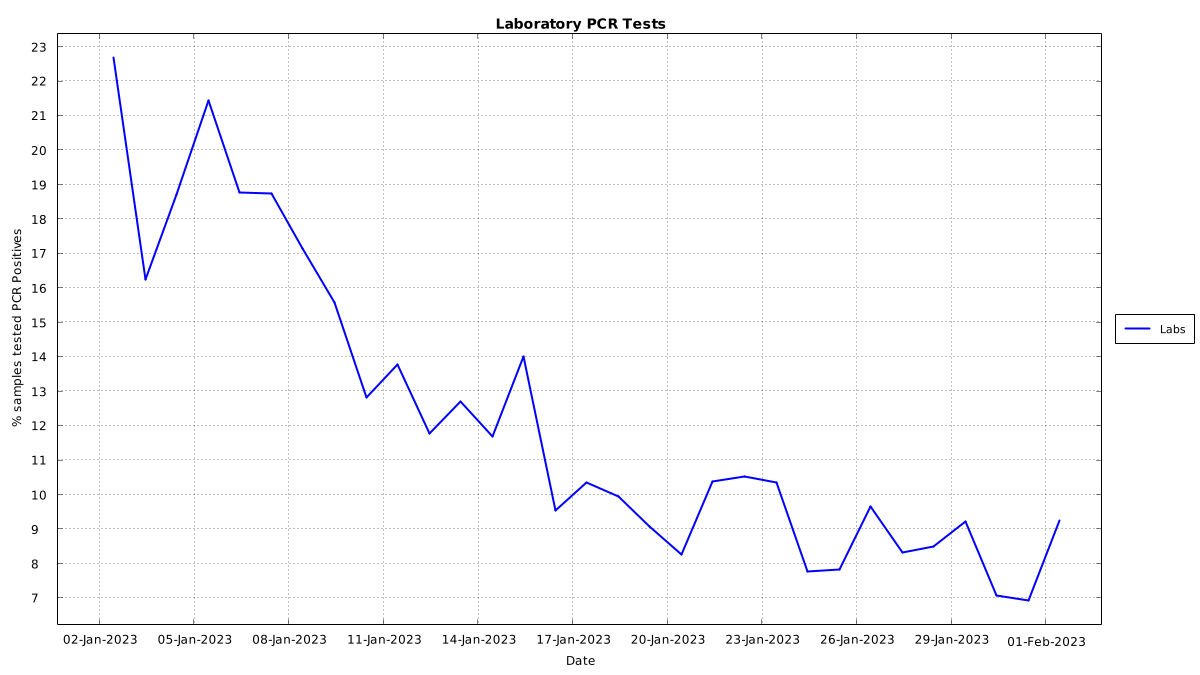 Laboratory PCR Tests
% samples tested PCR Positives
23
22
21
20
19
18
17
16
15
14
13
12
11
10
9
8
7
02-Jan-2023
05-Jan-2023
08-Jan-2023
11-Jan-2023
14-Jan-2023
17-Jan-2023
20-Jan-2023
23-Jan-2023
26-Jan-2023
29-Jan-2023
01-Feb-2023
Date
Labs